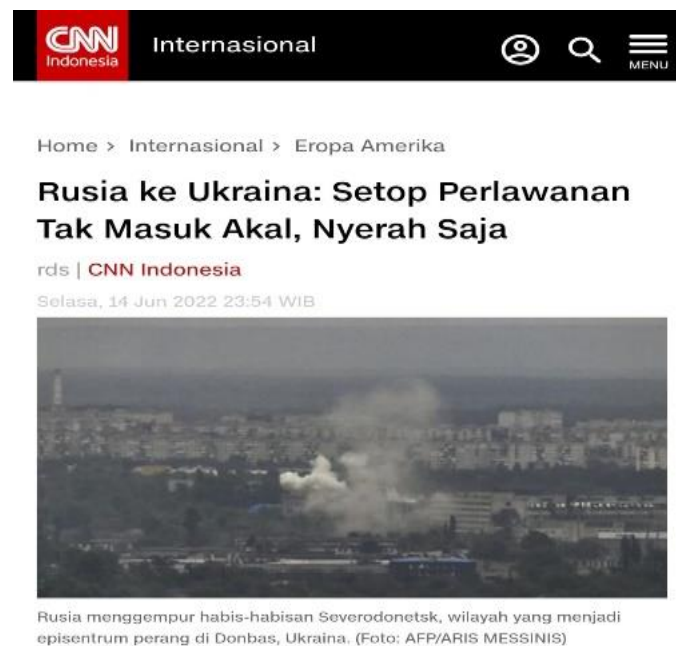 CNN
Indonesia
Internasional
MENU
Home > Internasional > Eropa Amerika
Rusia ke Ukraina: Setop Perlawanan
Tak Masuk Akal, Nyerah Saja
rds | CNN Indonesia
Selasa, 14 Jun 2022 23:54 WIB
Rusia menggempur habis-habisan Severodonetsk, wilayah yang menjadi
episentrum perang di Donbas, Ukraina. (Foto: AFP/ARIS MESSINIS)